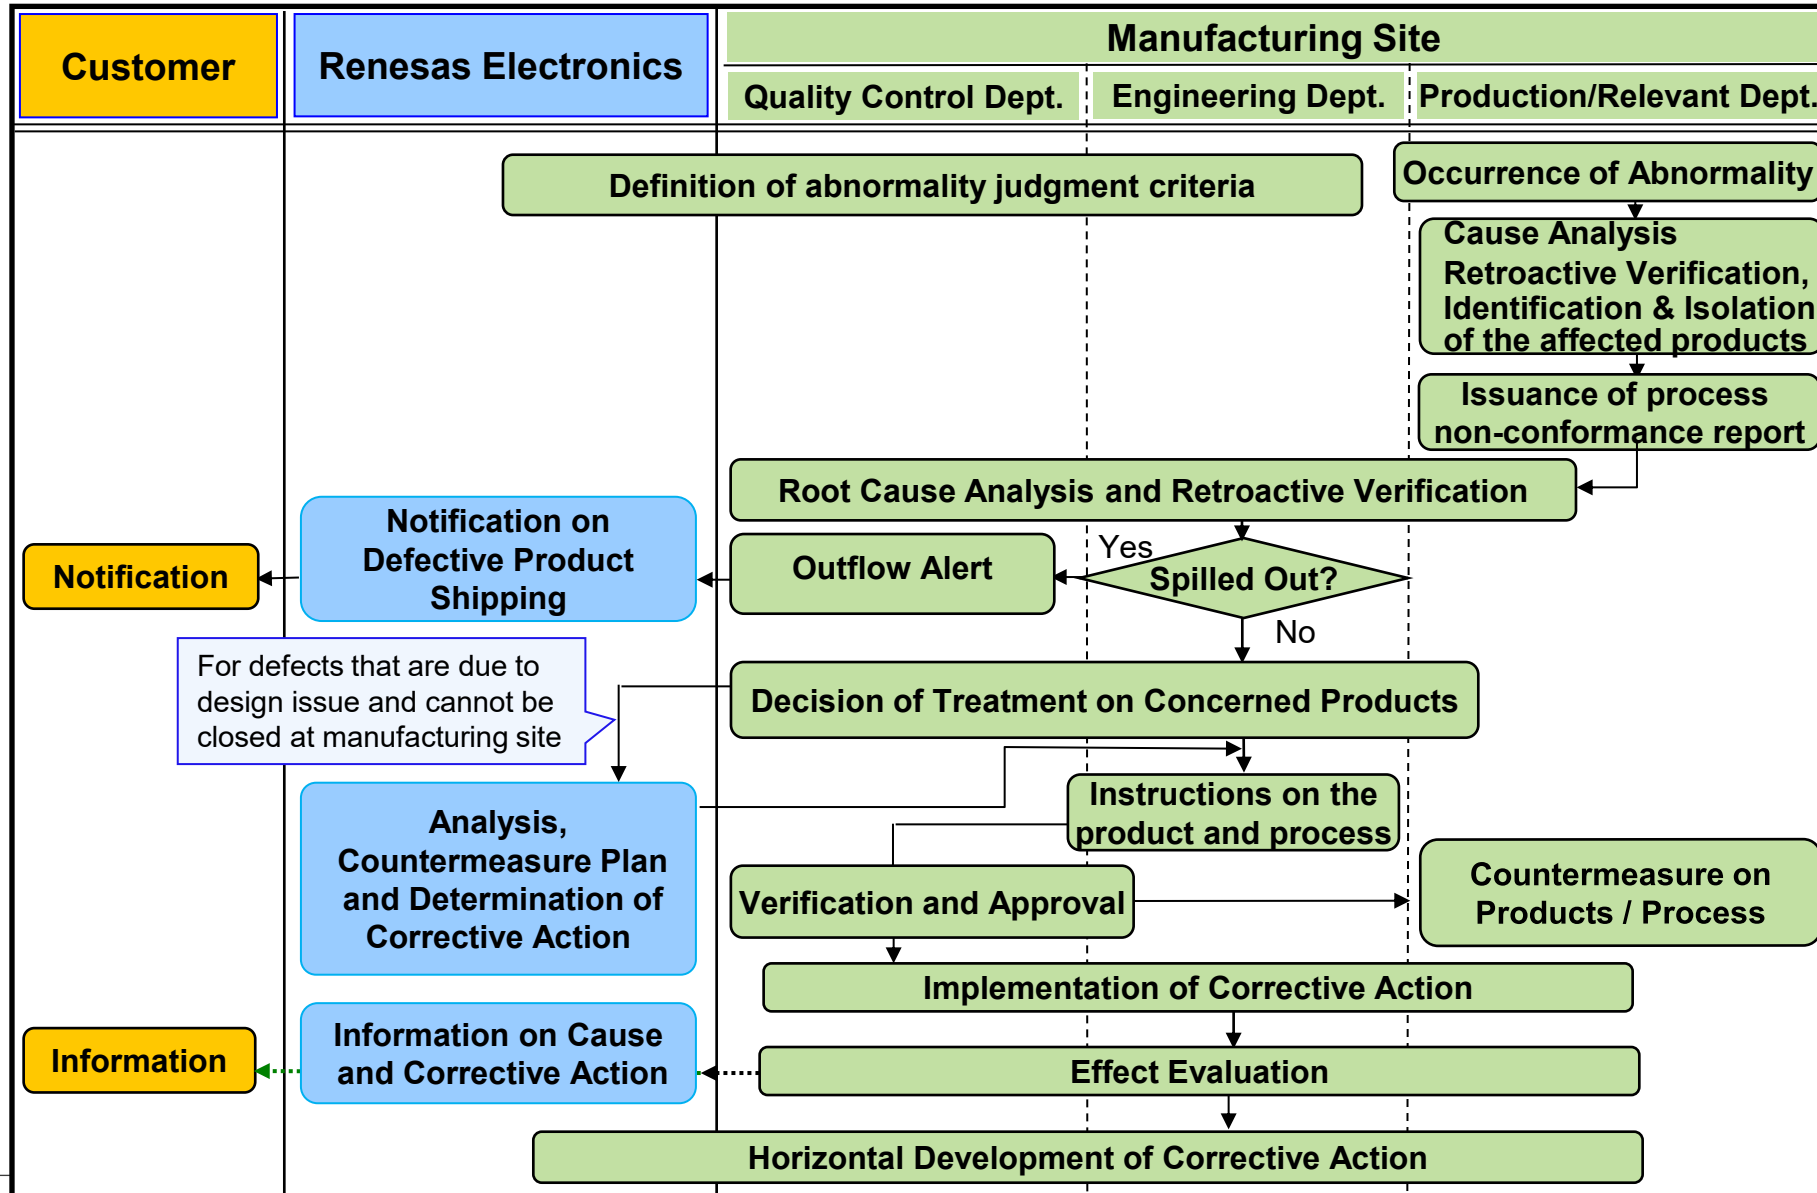 Customer
Renesas Electronics
Manufacturing Site
Quality Control Dept.
Engineering Dept.
Production/Relevant Dept.
Definition of abnormality judgment criteria
Occurrence of Abnormality
Cause Analysis
Retroactive Verification,
Identification & Isolation
of the affected products
Issuance of process
non-conformance report
Root Cause Analysis and Retroactive Verification
Notification on
Defective Product
Shipping
Notification
Outflow Alert
Yes
Spilled Out?
No
For defects that are due to
design issue and cannot be
closed at manufacturing site
Decision of Treatment on Concerned Products
Instructions on the
product and process
Analysis,
Countermeasure Plan
and Determination of
Corrective Action
Verification and Approval
Countermeasure on
Products / Process
Implementation of Corrective Action
Information on Cause
and Corrective Action
Information
Effect Evaluation
Horizontal Development of Corrective Action